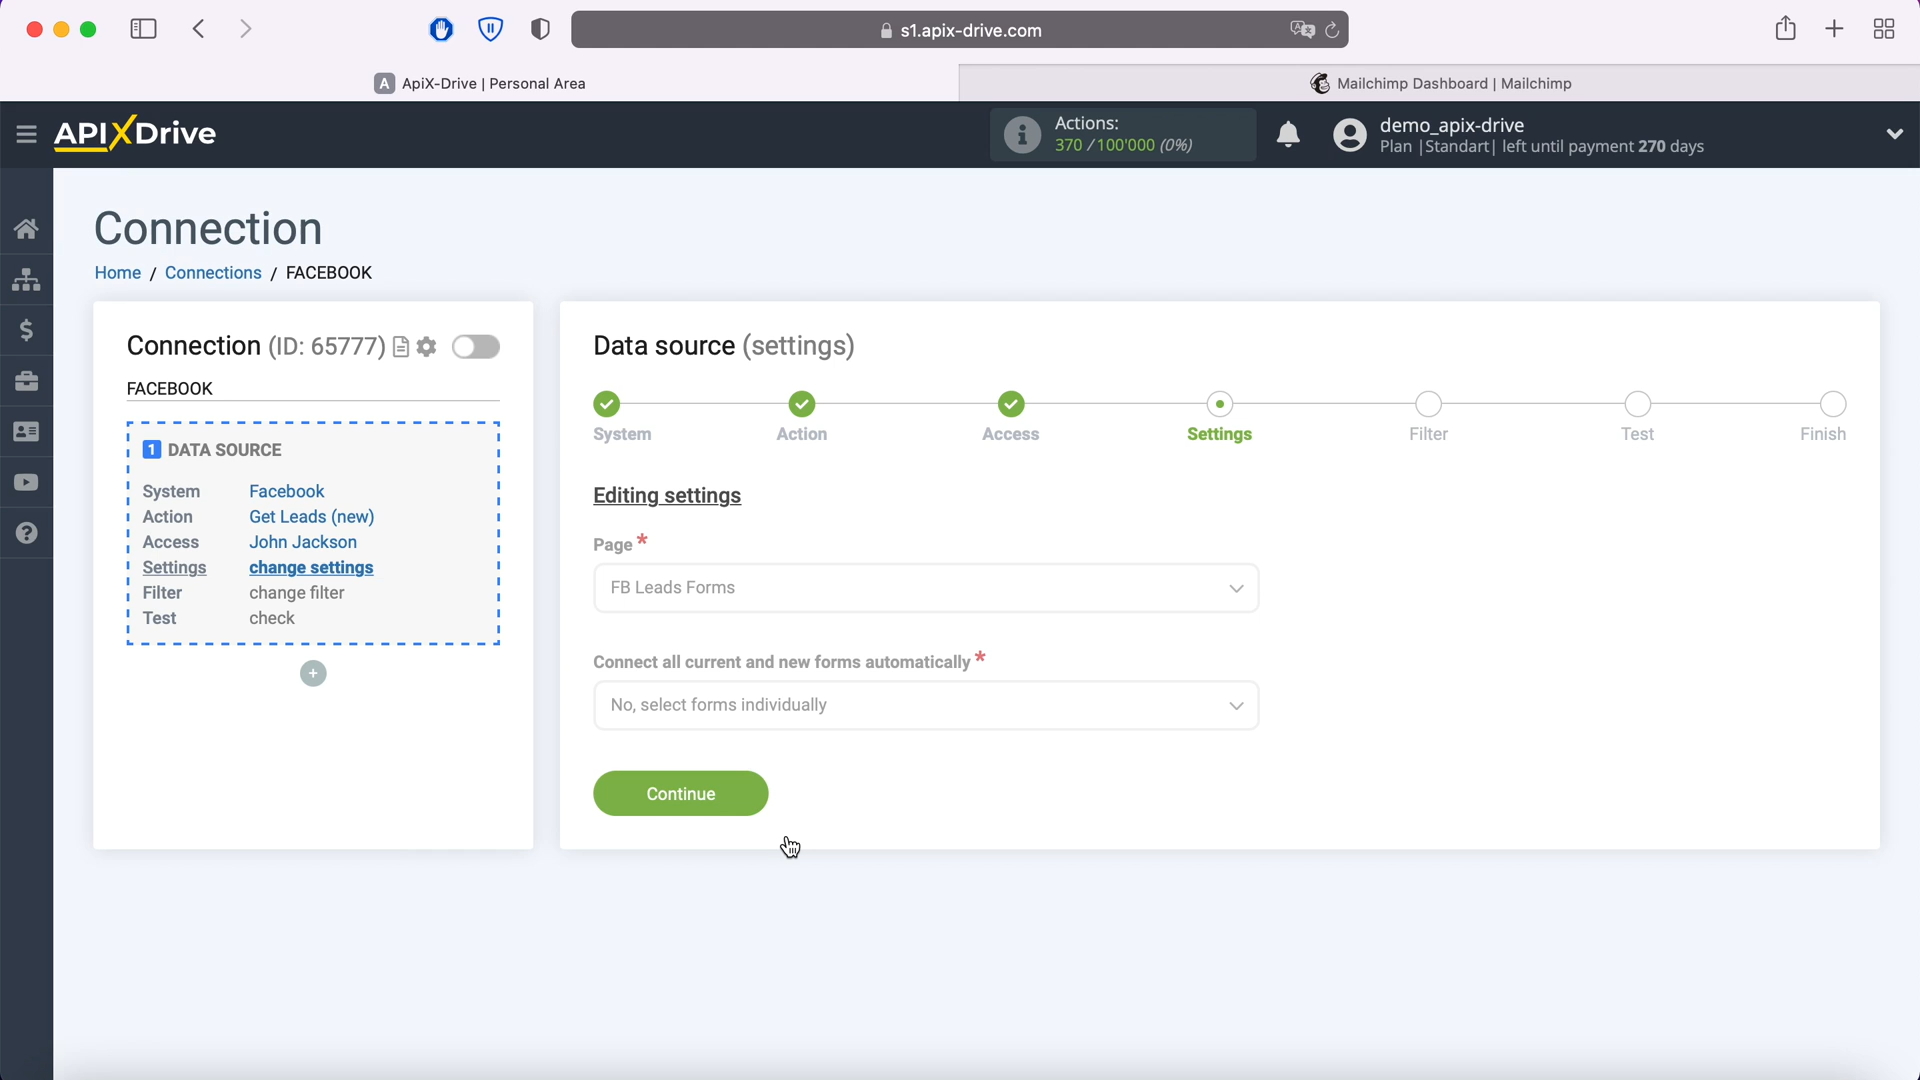 s1.apix-drive.com
A ApiX-Drive | Personal Area
Mailchimp Dashboard | Mailchimp
APIXDrive
Actions:
370 /100'000 (0%)
demo_apix-drive
Plan |Standart| left until payment 270 days
Connection
Home / Connections / FACEBOOK
Connection (ID: 65777)
FACEBOOK
1 DATA SOURCE
System Facebook
Action Get Leads (new)
Access John Jackson
Settings change settings
Filter change filter
Test check
+
Data source (settings)
System Action Access Settings Filter Test Finish
Editing settings
Page *
FB Leads Forms
Connect all current and new forms automatically *
No, select forms individually
Continue